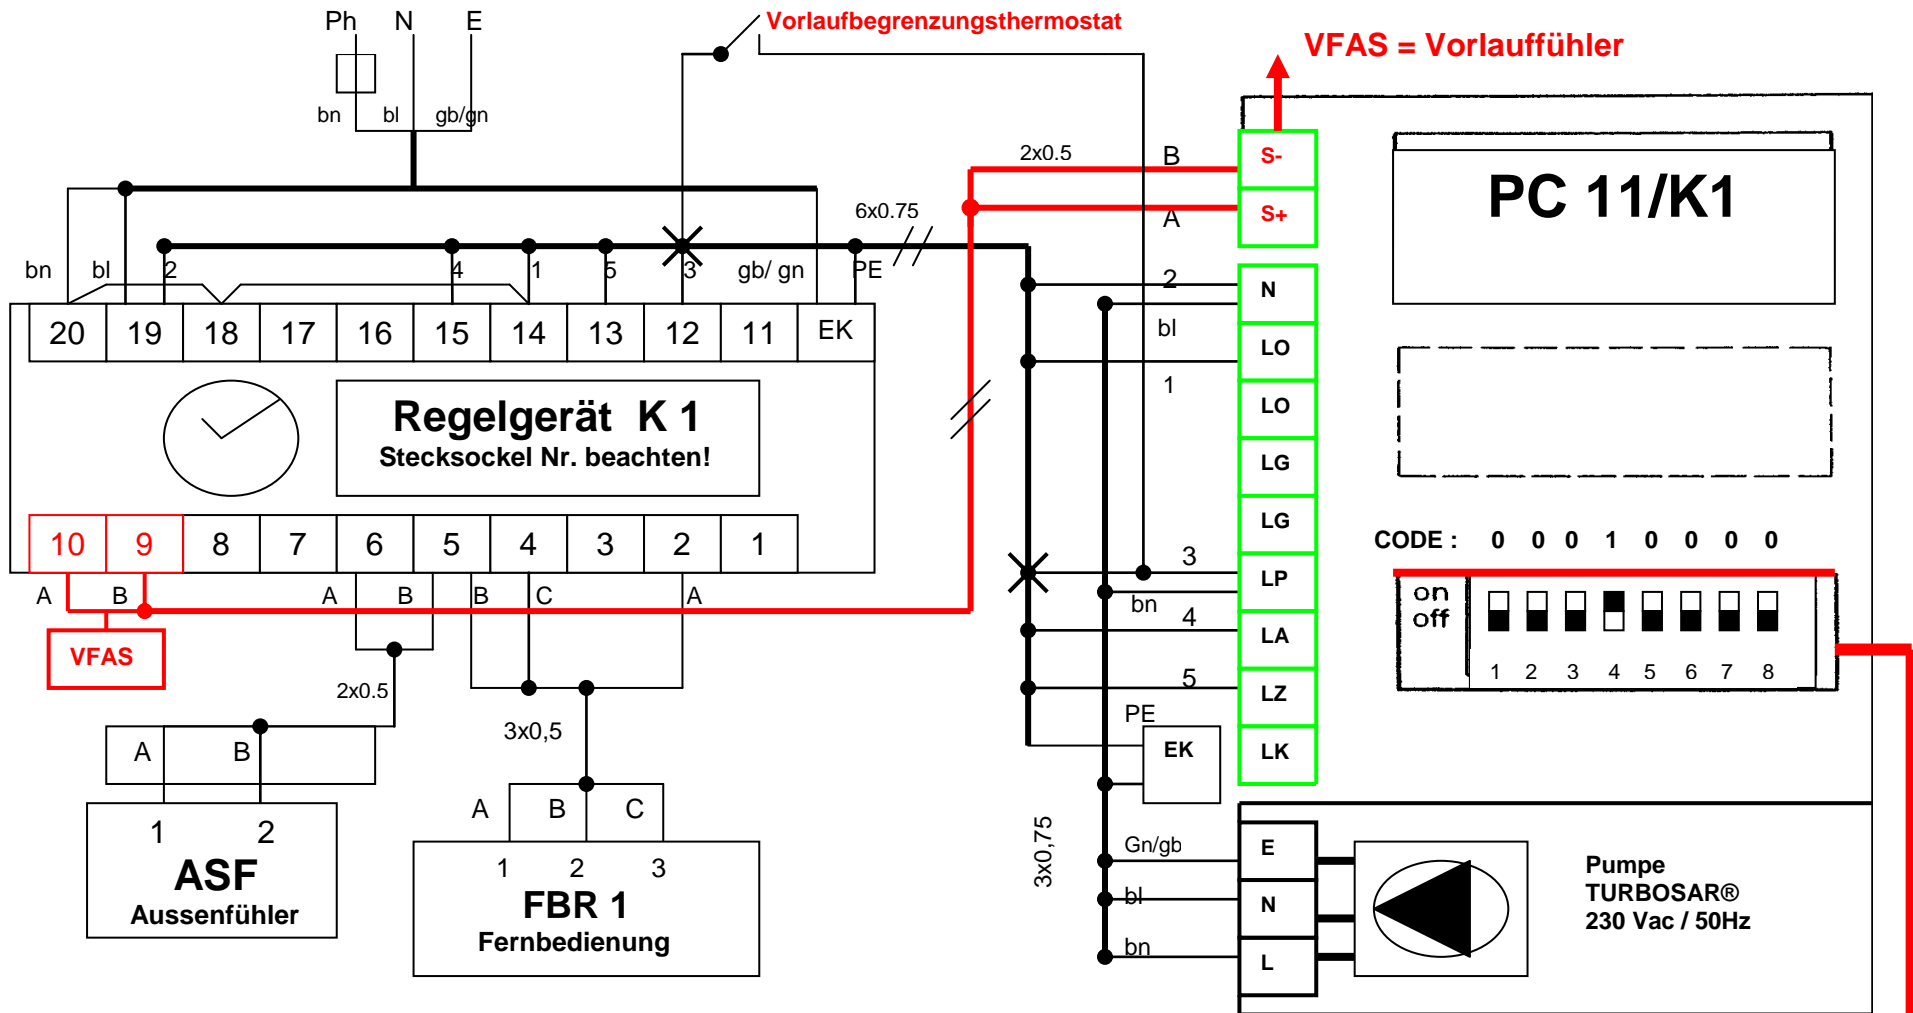 Ph N E
Vorlaufbegrenzungsthermostat
VFAS = Vorlauffühler
bn bl gb/gn
2x0.5 B S-
A S+
PC 11/K1
6x0.75
bn bl 2 4 1 5 3 gb/ gn PE
2 N
bl
20 19 18 17 16 15 14 13 12 11 EK
LO
1
LO
Regelgerät K 1
Stecksockel Nr. beachten!
LG
LG
10 9 8 7 6 5 4 3 2 1
CODE : 0 0 0 1 0 0 0 0
3 LP
A B A B B C A
bn
on
off
4 LA
VFAS
1 2 3 4 5 6 7 8
5 LZ
2x0.5
PE
3x0,5
EK LK
A B
A B C
3x0,75
1 2
ASF
Aussenfühler
1 2 3
FBR 1
Fernbedienung
Gn/gb E
bl N
bn L
Pumpe
TURBOSAR®
230 Vac / 50Hz